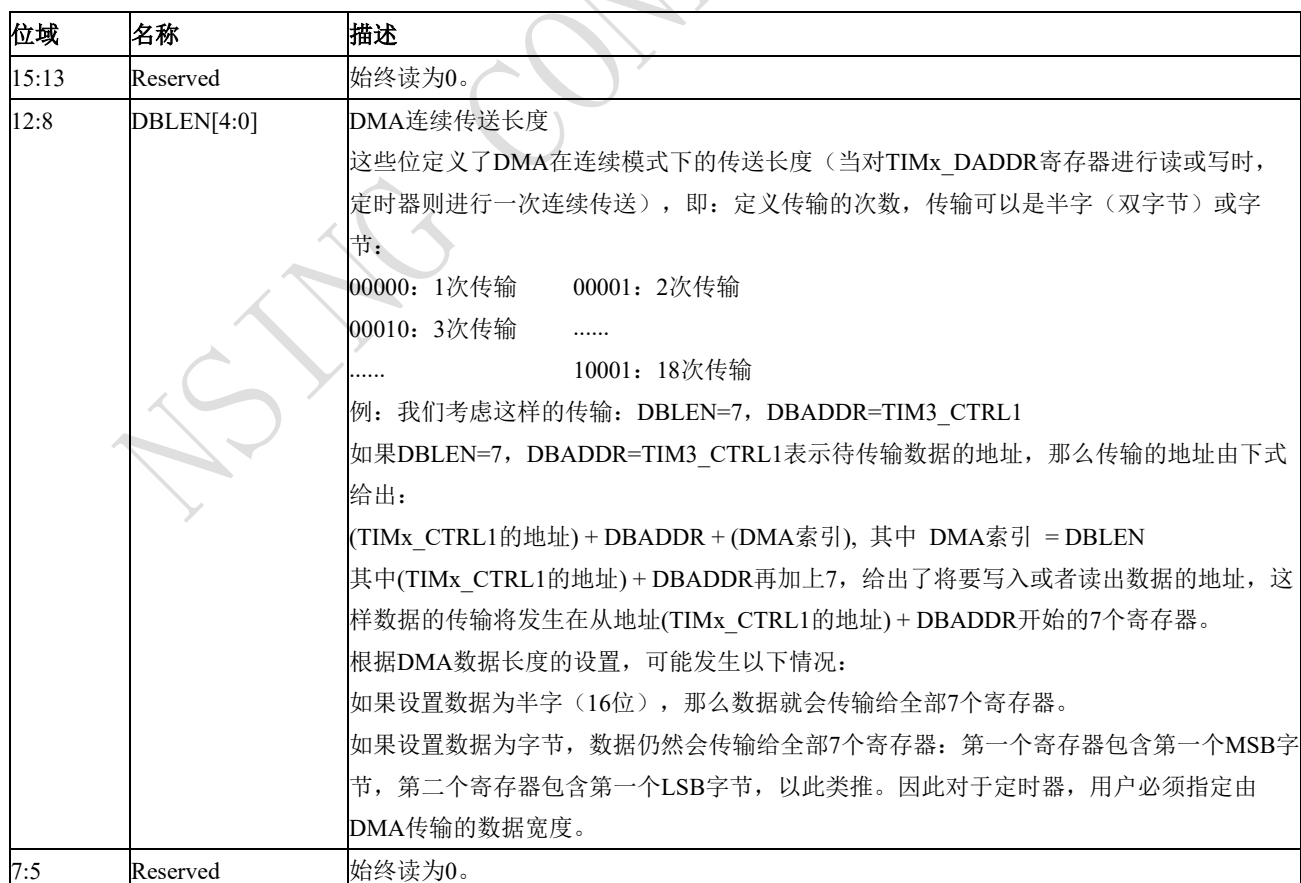 位域 名称 描述
15:13 Reserved 始终读为0。
12:8 DBLEN[4:0] DMA连续传送长度
这些位定义了DMA在连续模式下的传送长度（当对TIMx_DADDR寄存器进行读或写时，
定时器则进行一次连续传送），即：定义传输的次数，传输可以是半字（双字节）或字
节：
00000：1次传输 00001：2次传输
00010：3次传输 ......
...... 10001：18次传输
例：我们考虑这样的传输：DBLEN=7，DBADDR=TIM3_CTRL1
如果DBLEN=7，DBADDR=TIM3_CTRL1表示待传输数据的地址，那么传输的地址由下式
给出：
(TIMx_CTRL1的地址) + DBADDR + (DMA索引), 其中 DMA索引 = DBLEN
其中(TIMx_CTRL1的地址) + DBADDR再加上7，给出了将要写入或者读出数据的地址，这
样数据的传输将发生在从地址(TIMx_CTRL1的地址) + DBADDR开始的7个寄存器。
根据DMA数据长度的设置，可能发生以下情况：
如果设置数据为半字（16位），那么数据就会传输给全部7个寄存器。
如果设置数据为字节，数据仍然会传输给全部7个寄存器：第一个寄存器包含第一个MSB字
节，第二个寄存器包含第一个LSB字节，以此类推。因此对于定时器，用户必须指定由
DMA传输的数据宽度。
7:5 Reserved 始终读为0。
NSING CON